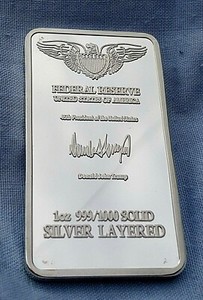 FEDERAL RESERVE
UNITED STATES OF AMERICA
45th President of the United States
Donald John Trump
1oz 999/1000 SOLID
SILVER LAYERED